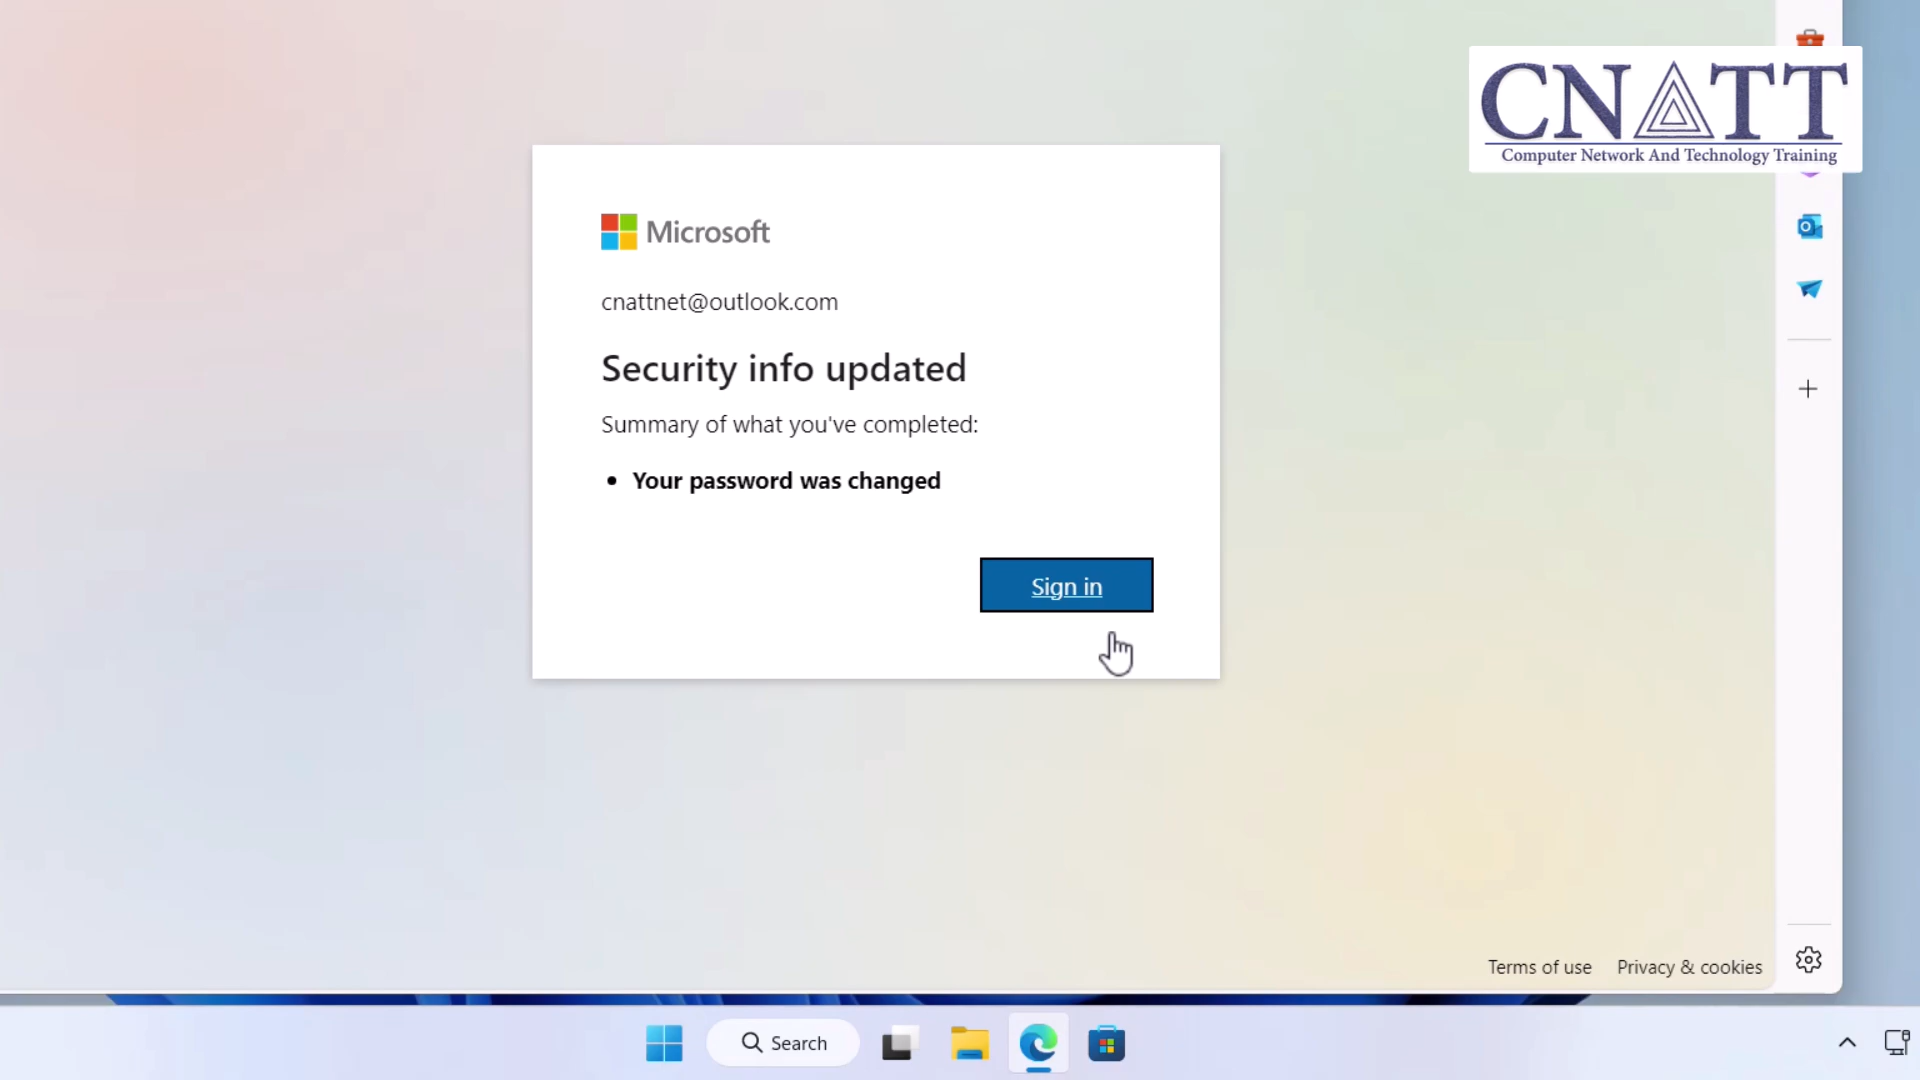 CNATT
Computer Network And Technology Training
Microsoft
cnattnet@outlook.com
Security info updated
Summary of what you've completed:
• Your password was changed
Sign in
Terms of use
Privacy & cookies
Search